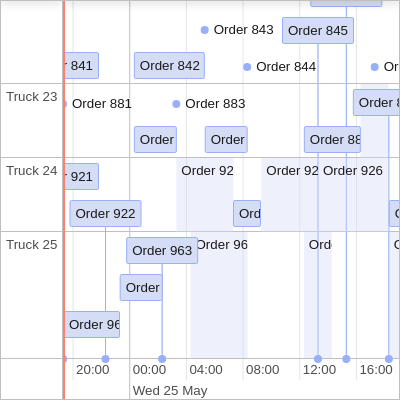 Order 843
Order 845
841
Order 842
Order 844
Or
Truck 23
Order 8
Order 881
Order 883
Order
Order
Order 88
Truck 24
921
Order 92
Order 92
Order 926
Order 922
Ord
Truck 25
Order 963
Order 96
Ord
Order
Order 96
20:00
00:00
04:00
08:00
12:00
16:00
Wed 25 May